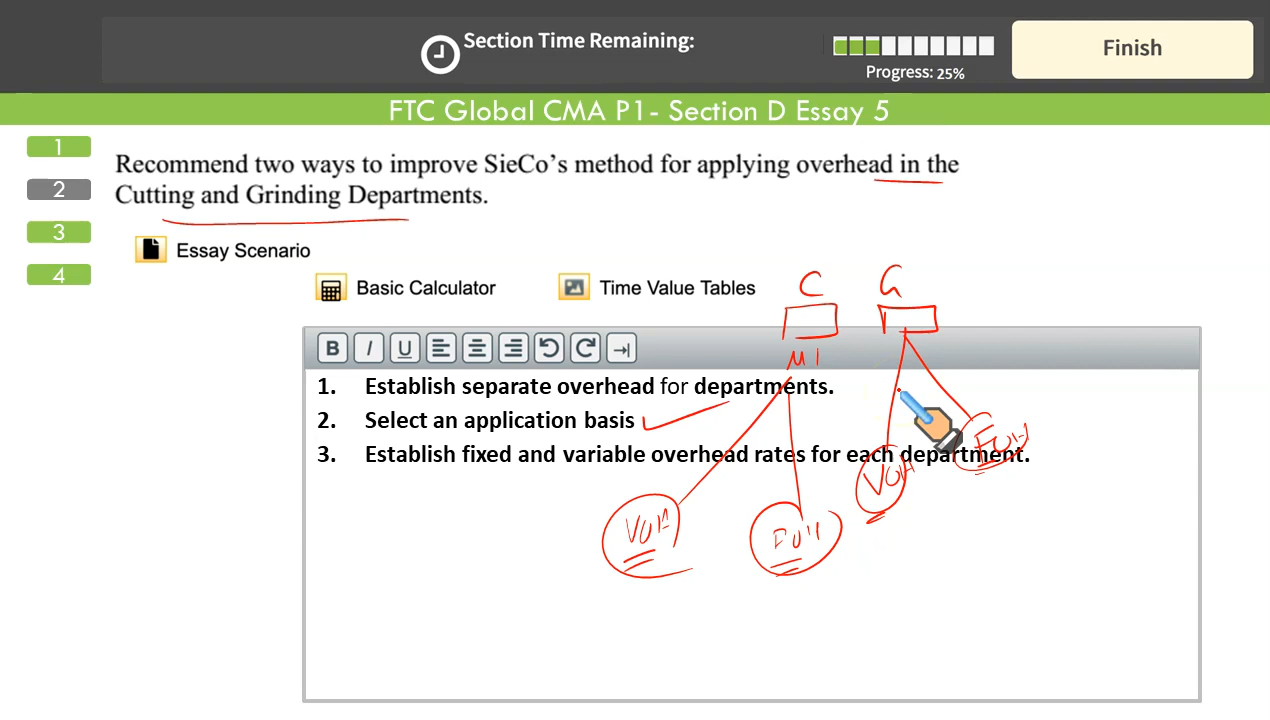 Section Time Remaining:
Progress: 25%
Finish
FTC Global CMA P1- Section D Essay 5
1
2
3
4
Recommend two ways to improve SieCo's method for applying overhead in the
Cutting and Grinding Departments.
Essay Scenario
Basic Calculator
Time Value Tables
C
G
B I U
1. Establish separate overhead for departments.
2. Select an application basis
3. Establish fixed and variable overhead rates for each department.
VOH
FOH
VOH
FOH